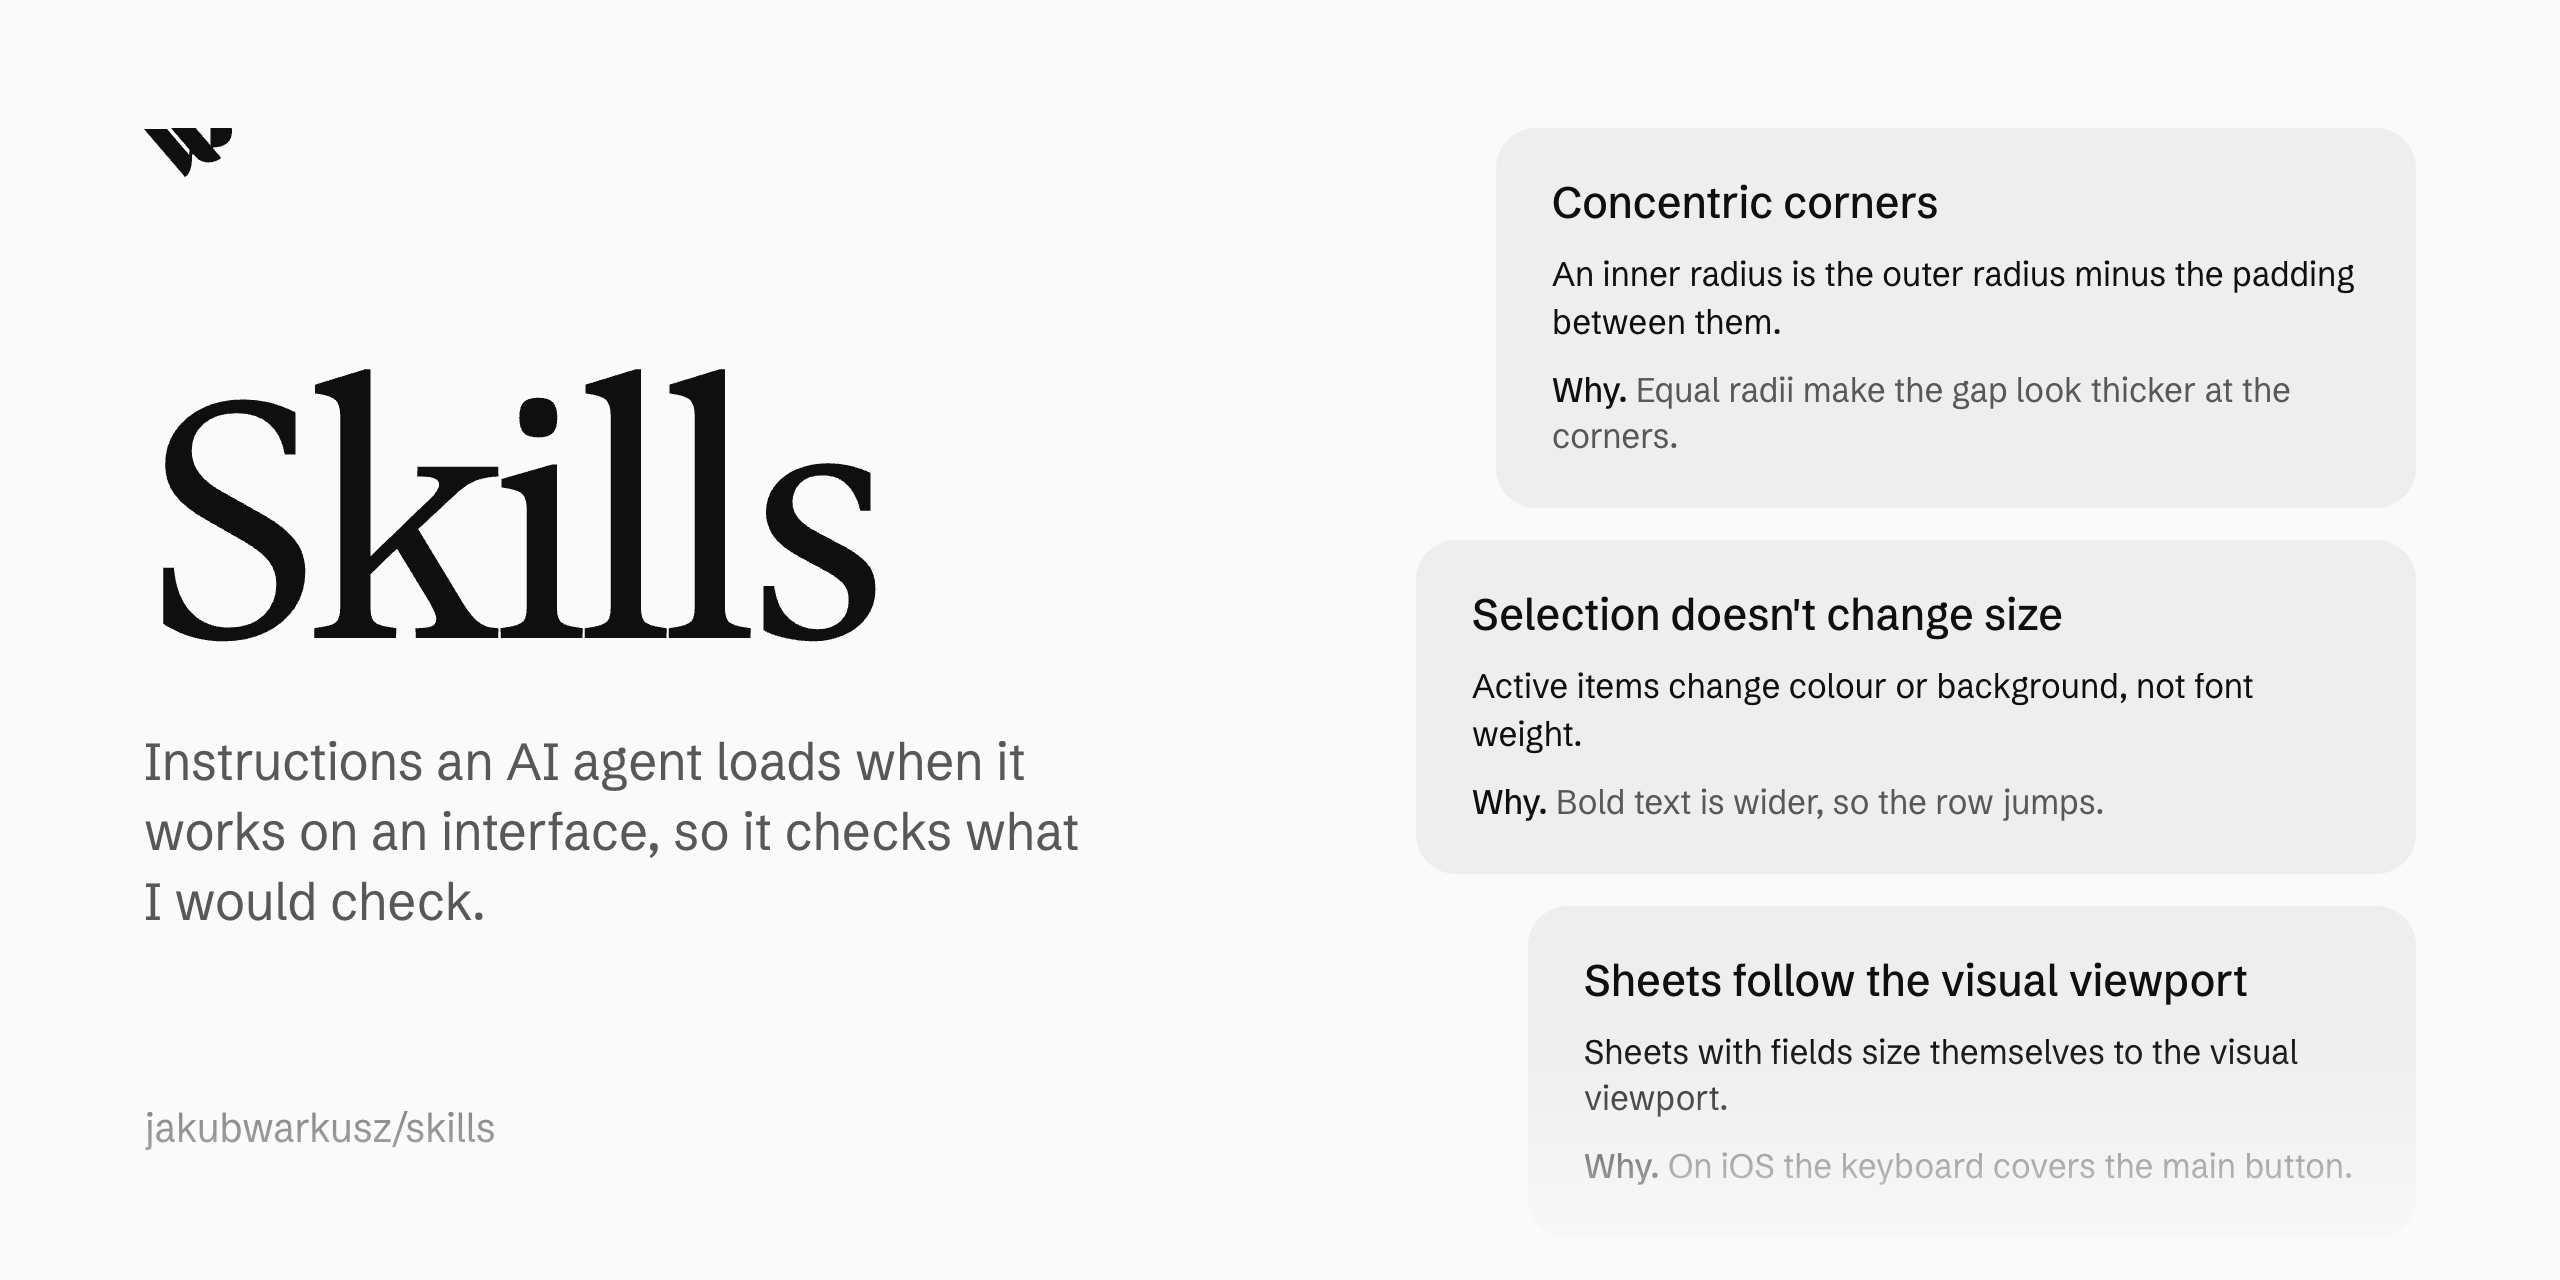 Skills
Instructions an AI agent loads when it
works on an interface, so it checks what
I would check.
jakubwarkusz/skills
Concentric corners
An inner radius is the outer radius minus the padding
between them.
Why. Equal radii make the gap look thicker at the
corners.
Selection doesn't change size
Active items change colour or background, not font
weight.
Why. Bold text is wider, so the row jumps.
Sheets follow the visual viewport
Sheets with fields size themselves to the visual
viewport.
Why. On iOS the keyboard covers the main button.